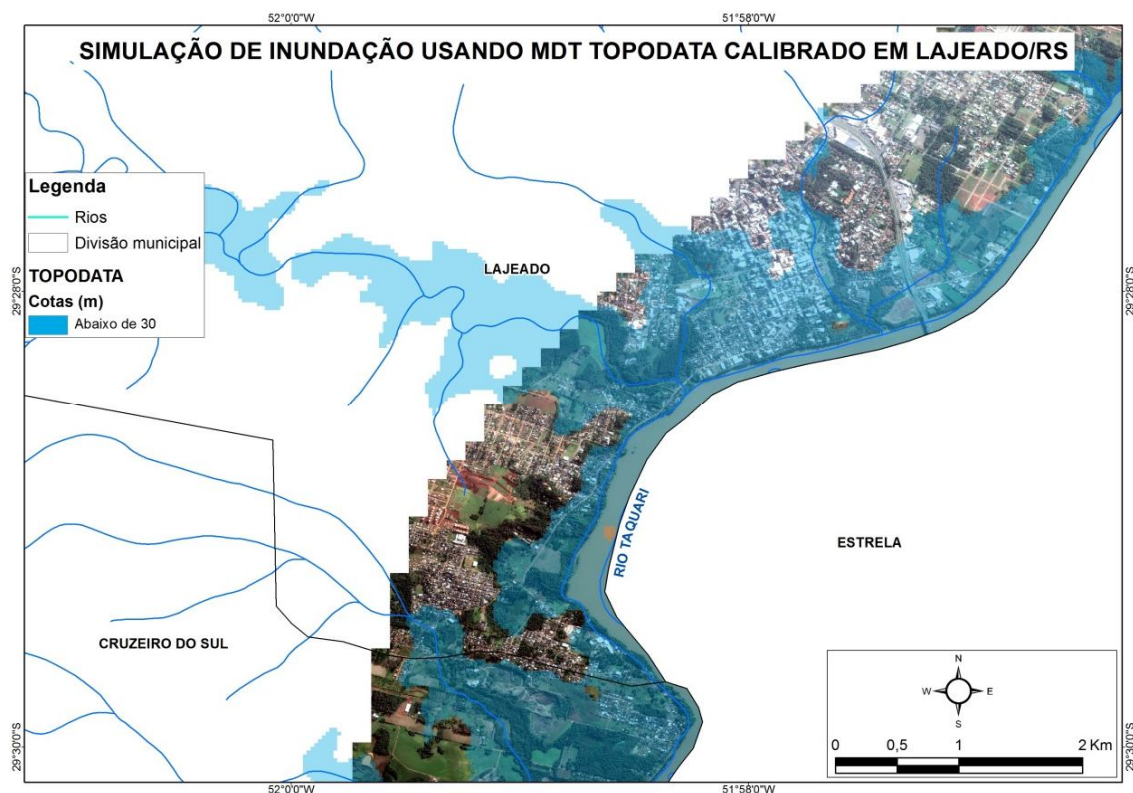 52°0'0"W
51°58'0"W
SIMULAÇÃO DE INUNDAÇÃO USANDO MDT TOPODATA CALIBRADO EM LAJEADO/RS
Legenda
Rios
Divisão municipal
TOPODATA
Cotas (m)
Abaixo de 30
LAJEADO
29°28'0"S
29°28'0"S
RIO TAQUARI
ESTRELA
CRUZEIRO DO SUL
N
W
E
S
0
0,5
1
2 Km
29°30'0"S
29°30'0"S
52°0'0"W
51°58'0"W